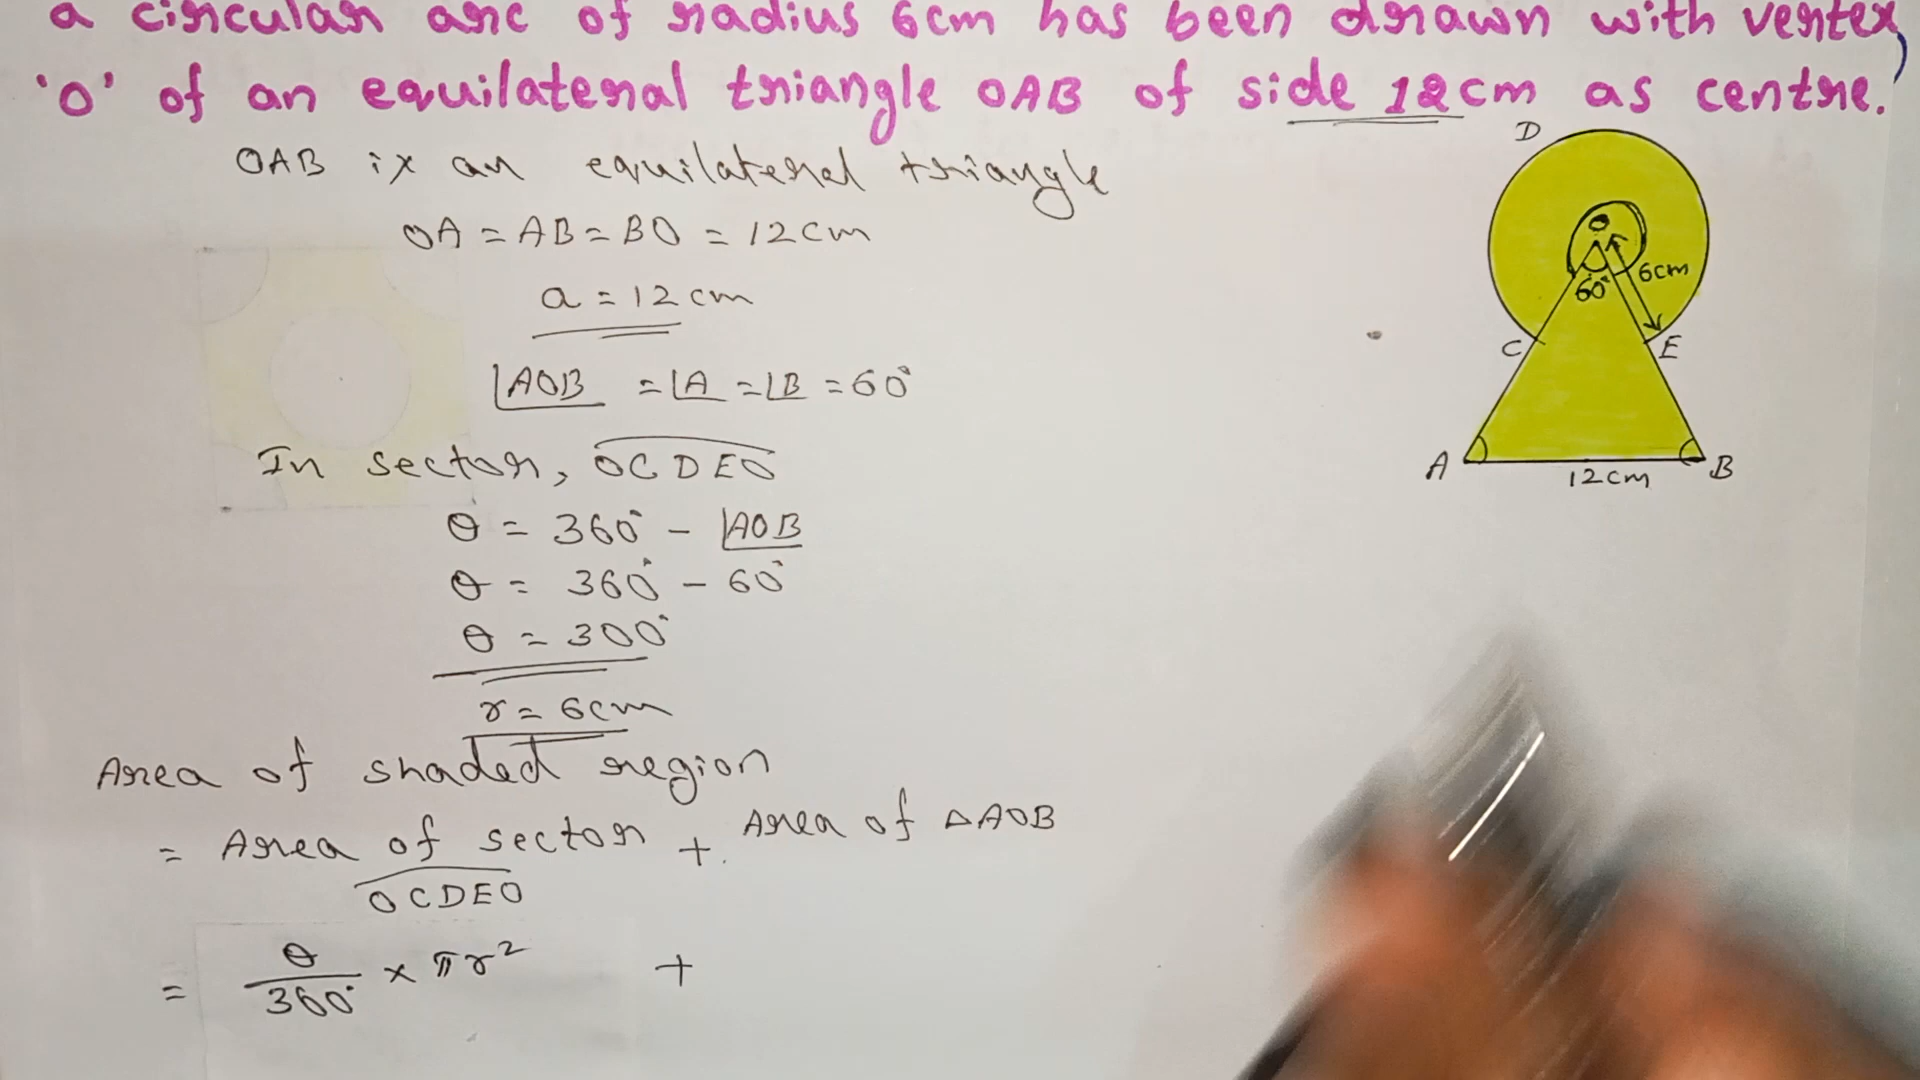 a circular arc of radius 6cm has been drawn with vertex,
'O' of an equilateral triangle OAB of side 12cm as centre.
OAB is an equilateral triangle
OA = AB = BO = 12cm
a = 12 cm
∠AOB = ∠A = ∠B = 60°
In sector, OCDEO
θ = 360° - ∠AOB
θ = 360° - 60°
θ = 300°
r = 6cm
Area of shaded region
= Area of sector + Area of △AOB
OCDEO
= θ/360° × πr² +
D
O
6cm
60°
C
E
A
12cm
B